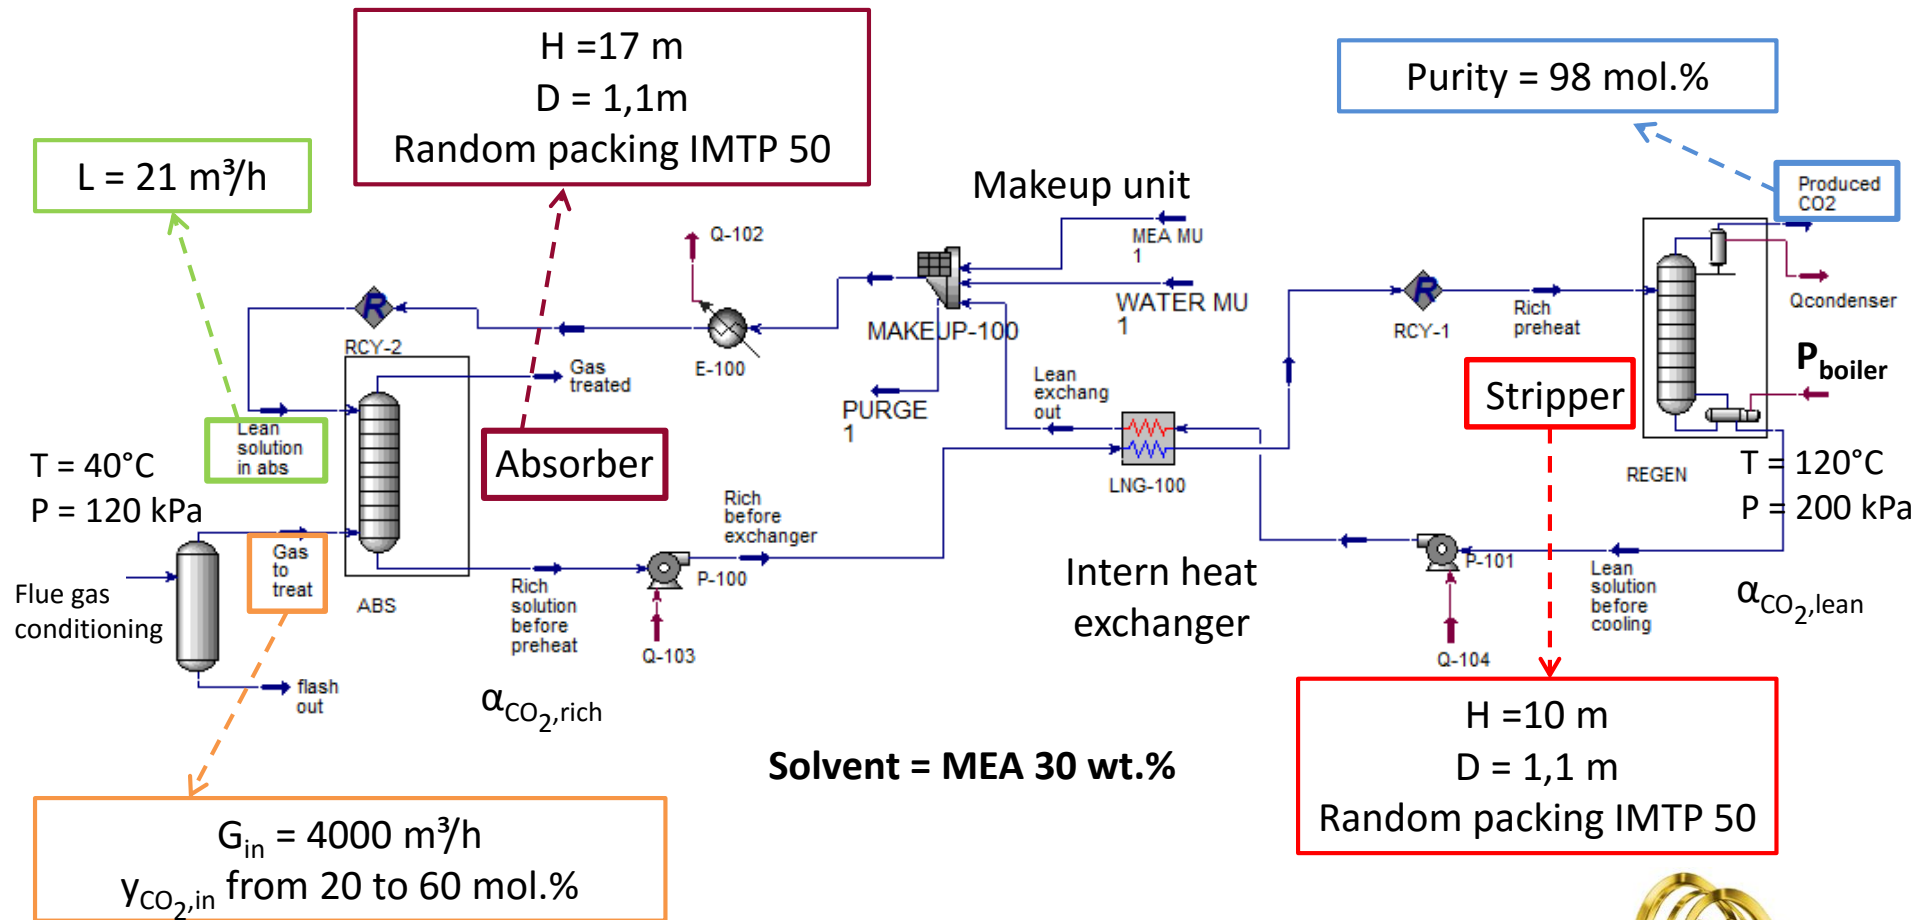 H =17 m
D = 1,1m
Random packing IMTP 50
Purity = 98 mol.%
L = 21 m³/h
Makeup unit
Produced
CO2
Q-102
MEA MU
1
WATER MU
1
MAKEUP-100
Qcondenser
RCY-2
E-100
RCY-1
Rich
preheat
Gas
treated
PURGE
1
Lean
exchang
out
P_boiler
Stripper
Lean
solution
in abs
Absorber
T = 40°C
P = 120 kPa
LNG-100
REGEN
T = 120°C
P = 200 kPa
Rich
before
exchanger
Gas
to
treat
Flue gas
conditioning
ABS
P-100
Rich
solution
before
preheat
Q-103
Intern heat
exchanger
P-101
Lean
solution
before
cooling
Q-104
α_CO₂,lean
flash
out
α_CO₂,rich
Solvent = MEA 30 wt.%
H =10 m
D = 1,1 m
Random packing IMTP 50
G_in = 4000 m³/h
y_CO₂,in from 20 to 60 mol.%
R
R